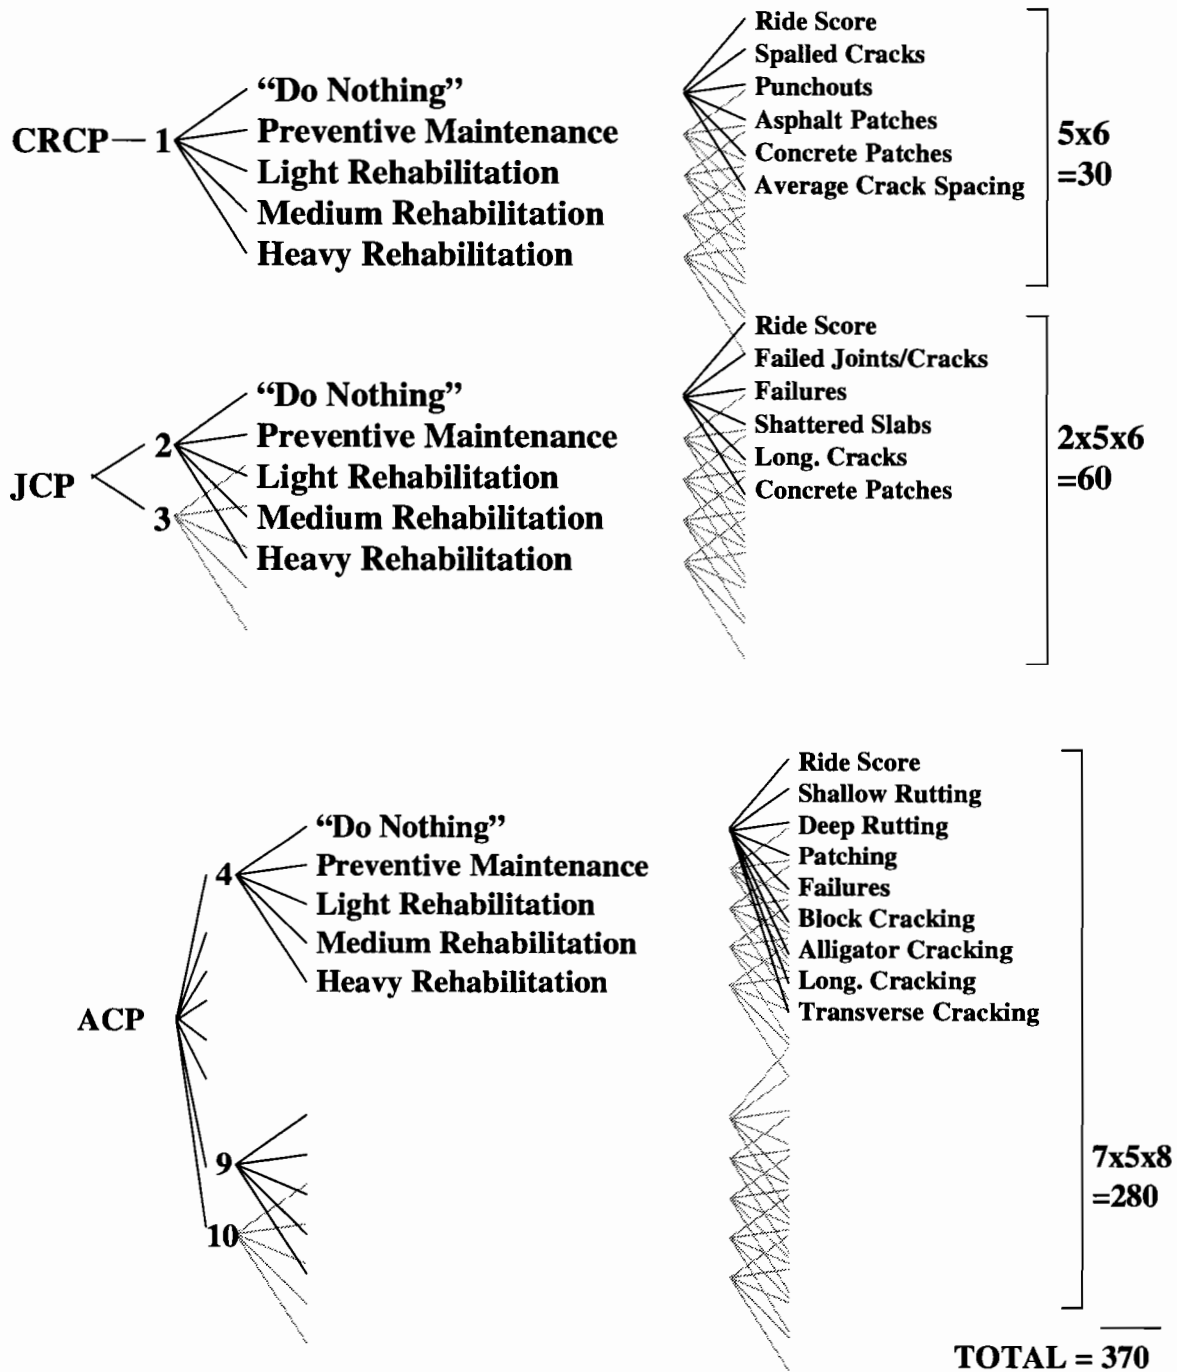 Ride Score
Spalled Cracks
Punchouts
Asphalt Patches
Concrete Patches
Average Crack Spacing
CRCP
1
“Do Nothing”
Preventive Maintenance
Light Rehabilitation
Medium Rehabilitation
Heavy Rehabilitation
5x6
=30
Ride Score
Failed Joints/Cracks
Failures
Shattered Slabs
Long. Cracks
Concrete Patches
JCP
2
3
“Do Nothing”
Preventive Maintenance
Light Rehabilitation
Medium Rehabilitation
Heavy Rehabilitation
2x5x6
=60
Ride Score
Shallow Rutting
Deep Rutting
Patching
Failures
Block Cracking
Alligator Cracking
Long. Cracking
Transverse Cracking
ACP
4
“Do Nothing”
Preventive Maintenance
Light Rehabilitation
Medium Rehabilitation
Heavy Rehabilitation
9
10
7x5x8
=280
TOTAL = 370